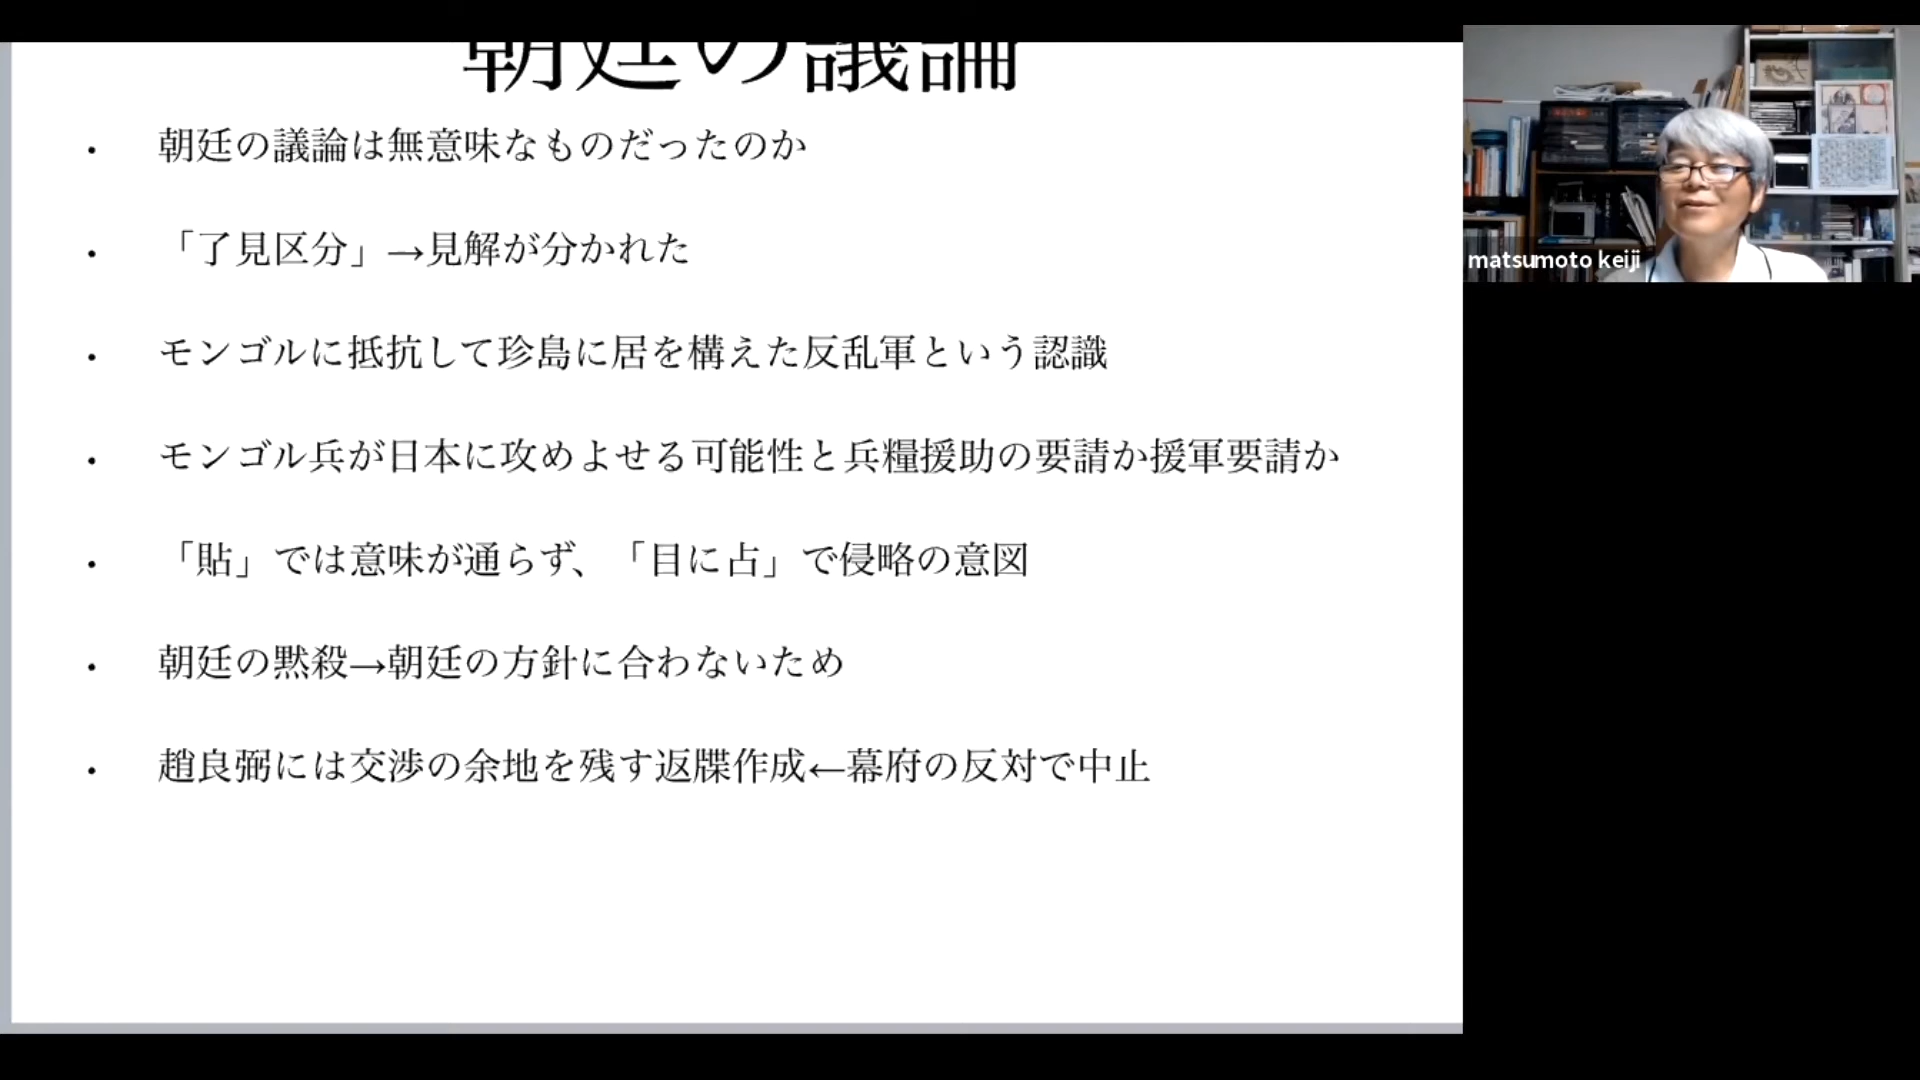 朝廷の議論
・ 朝廷の議論は無意味なものだったのか
・ 「了見区分」→見解が分かれた
・ モンゴルに抵抗して珍島に居を構えた反乱軍という認識
・ モンゴル兵が日本に攻めよせる可能性と兵糧援助の要請か援軍要請か
・ 「貼」では意味が通らず、「目に占」で侵略の意図
・ 朝廷の黙殺→朝廷の方針に合わないため
・ 趙良弼には交渉の余地を残す返牒作成←幕府の反対で中止
matsumoto keiji